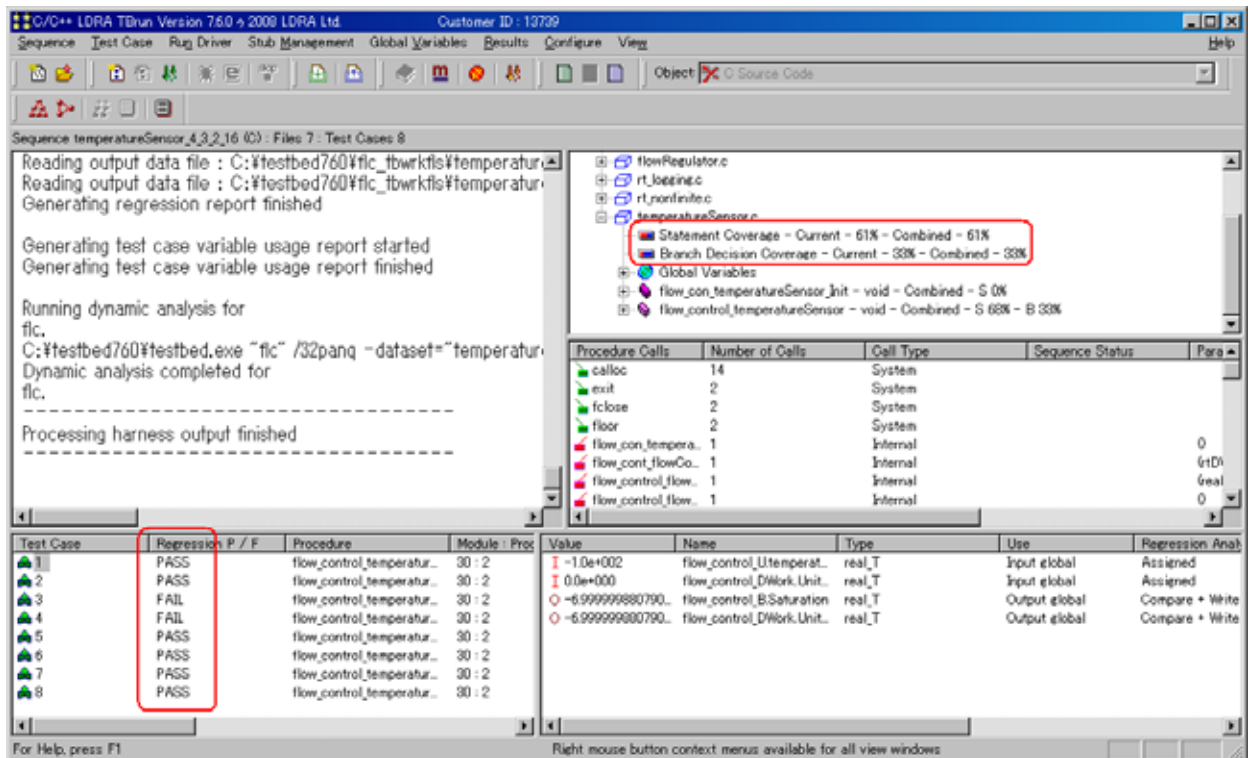 C/C++ LDRA TBrun Version 7.6.0 ゥ 2008 LDRA Ltd. Customer ID : 13739
Sequence Test Case Run Driver Stub Management Global Variables Results Configure View Help
Object: C Source Code
Sequence temperatureSensor_4_3_2_16 (C) : Files 7 : Test Cases 8
Reading output data file : C:¥testbed760¥flc_tbwrkfls¥temperatur
Reading output data file : C:¥testbed760¥flc_tbwrkfls¥temperatur
Generating regression report finished
Generating test case variable usage report started
Generating test case variable usage report finished
Running dynamic analysis for
flc.
C:¥testbed760¥testbed.exe "flc" /32panq -dataset="temperatur
Dynamic analysis completed for
flc.
-----------------------------------
Processing harness output finished
-----------------------------------
flowRegulator.c
rt_logging.c
rt_nonfinite.c
temperatureSensor.c
Statement Coverage - Current - 61% - Combined - 61%
Branch Decision Coverage - Current - 33% - Combined - 33%
Global Variables
flow_con_temperatureSensor_Init - void - Combined - S 0%
flow_control_temperatureSensor - void - Combined - S 68% - B 33%
Procedure Calls Number of Calls Call Type Sequence Status Para
calloc 14 System
exit 2 System
fclose 2 System
floor 2 System
flow_con_tempera... 1 Internal 0
flow_cont_flowCo... 1 Internal
flow_control_flow... 1 Internal
flow_control_flow... 1 Internal 0
Test Case Regression P / F Procedure Module : Proc
1 PASS flow_control_temperatur... 30 : 2
2 PASS flow_control_temperatur... 30 : 2
3 FAIL flow_control_temperatur... 30 : 2
4 FAIL flow_control_temperatur... 30 : 2
5 PASS flow_control_temperatur... 30 : 2
6 PASS flow_control_temperatur... 30 : 2
7 PASS flow_control_temperatur... 30 : 2
8 PASS flow_control_temperatur... 30 : 2
Value Name Type Use Regression Anal
-1.0e+002 flow_control_U.temperat... real_T Input global Assigned
0.0e+000 flow_control_DWork.Unit... real_T Input global Assigned
-6.999999880790... flow_control_B.Saturation real_T Output global Compare + Write
-6.999999880790... flow_control_DWork.Unit... real_T Output global Compare + Write
For Help, press F1 Right mouse button context menus available for all view windows